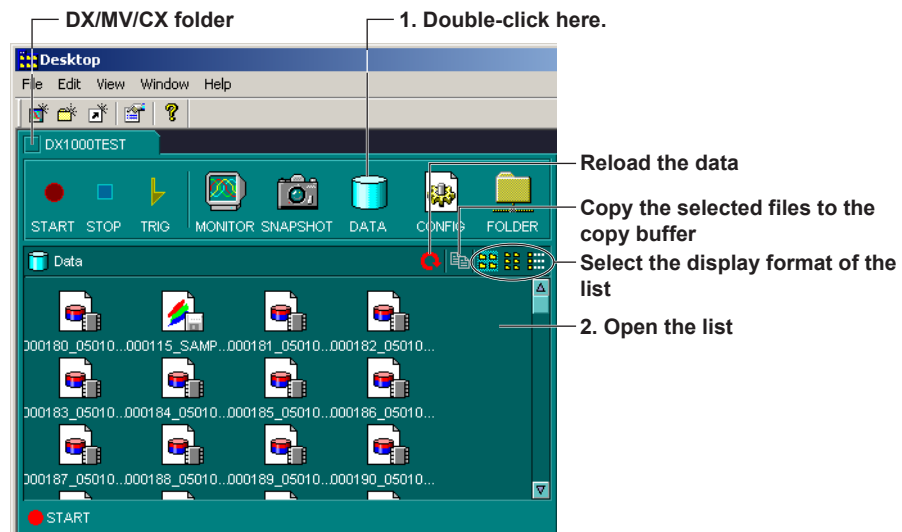 DX/MV/CX folder
1. Double-click here.
Desktop
File Edit View Window Help
DX1000TEST
START STOP TRIG MONITOR SNAPSHOT DATA CONFIG FOLDER
Reload the data
Copy the selected files to the
copy buffer
Data
Select the display format of the
list
2. Open the list
000180_05010... 000115_SAMP... 000181_05010... 000182_05010...
000183_05010... 000184_05010... 000185_05010... 000186_05010...
000187_05010... 000188_05010... 000189_05010... 000190_05010...
START